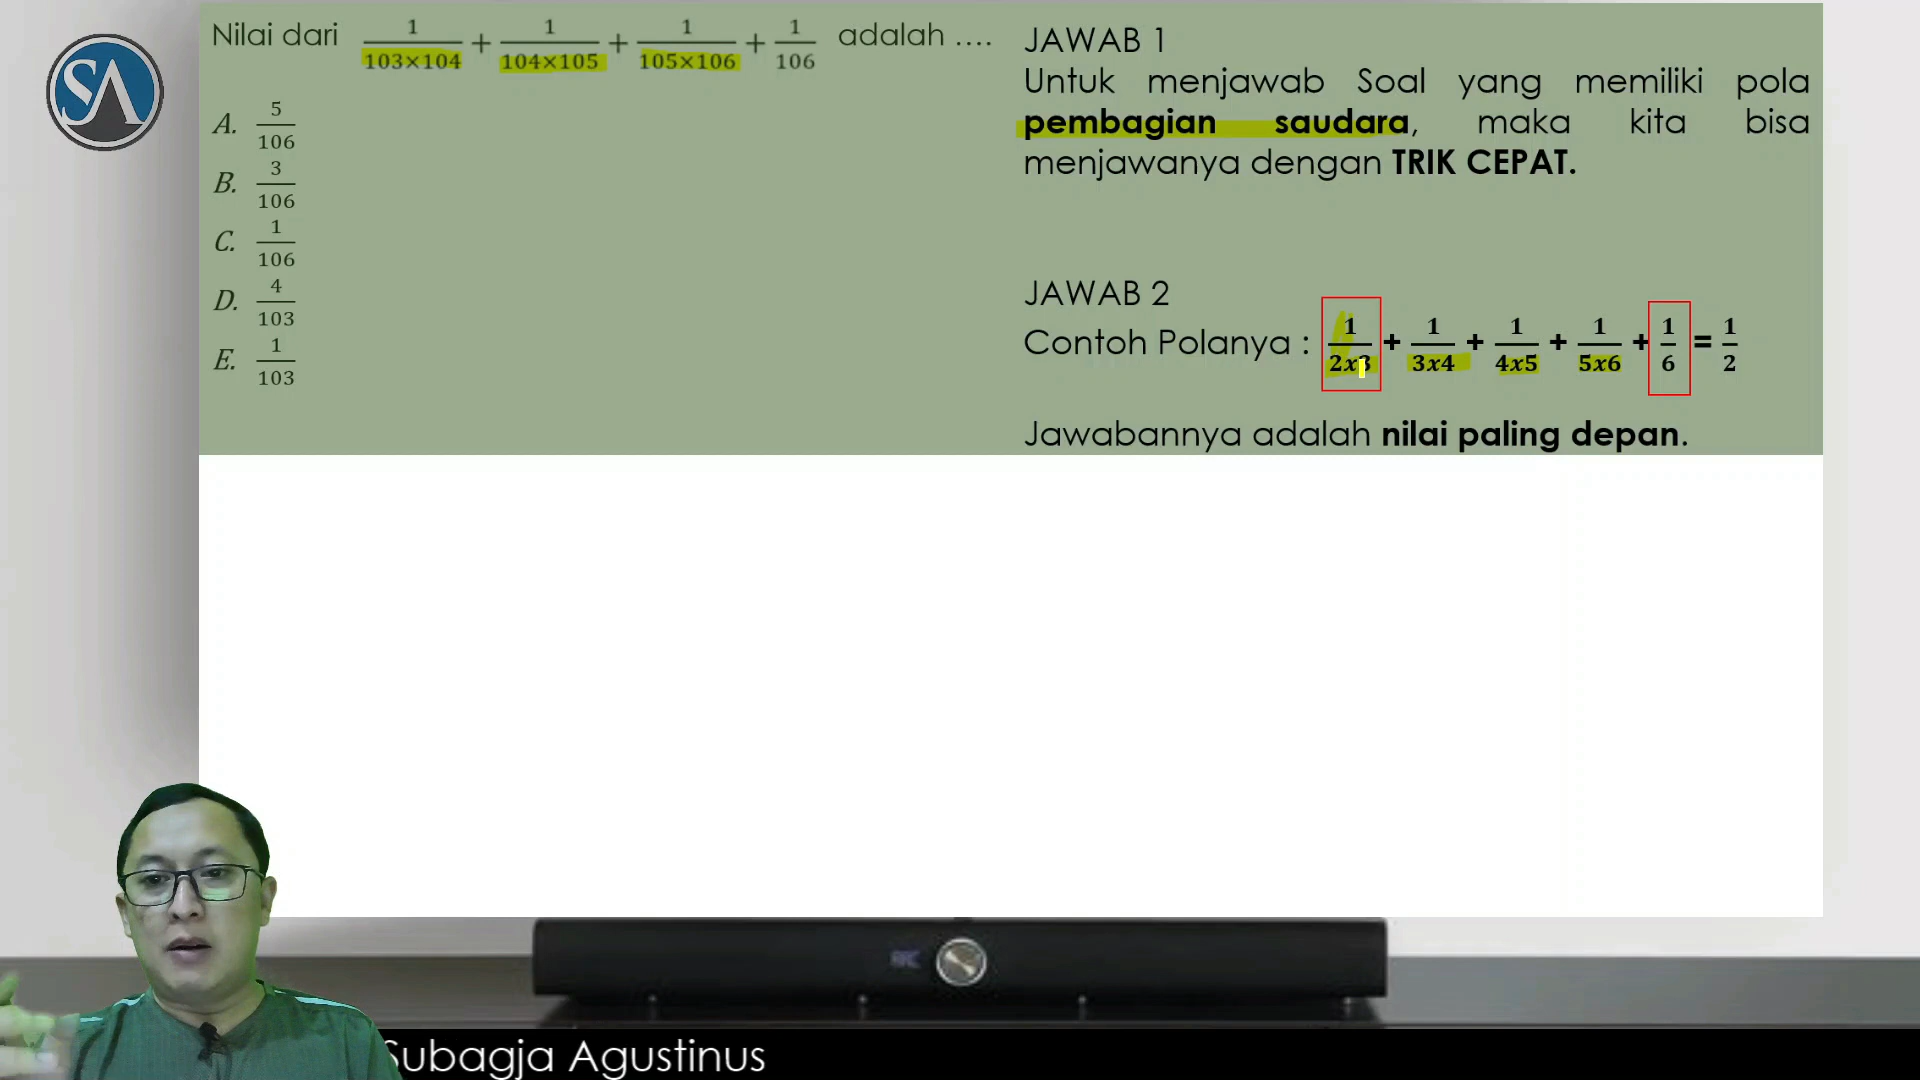 SA
Nilai dari 1/103×104 + 1/104×105 + 1/105×106 + 1/106 adalah ....
A. 5/106
B. 3/106
C. 1/106
D. 4/103
E. 1/103
JAWAB 1
Untuk menjawab Soal yang memiliki pola
pembagian saudara, maka kita bisa
menjawanya dengan TRIK CEPAT.
JAWAB 2
Contoh Polanya : 1/2x3 + 1/3x4 + 1/4x5 + 1/5x6 + 1/6 = 1/2
Jawabannya adalah nilai paling depan.
Subagja Agustinus